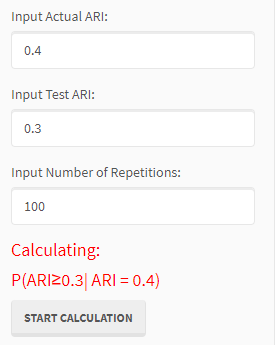 Input Actual ARI:
0.4
Input Test ARI:
0.3
Input Number of Repetitions:
100
Calculating:
P(ARI≥0.3| ARI = 0.4)
START CALCULATION